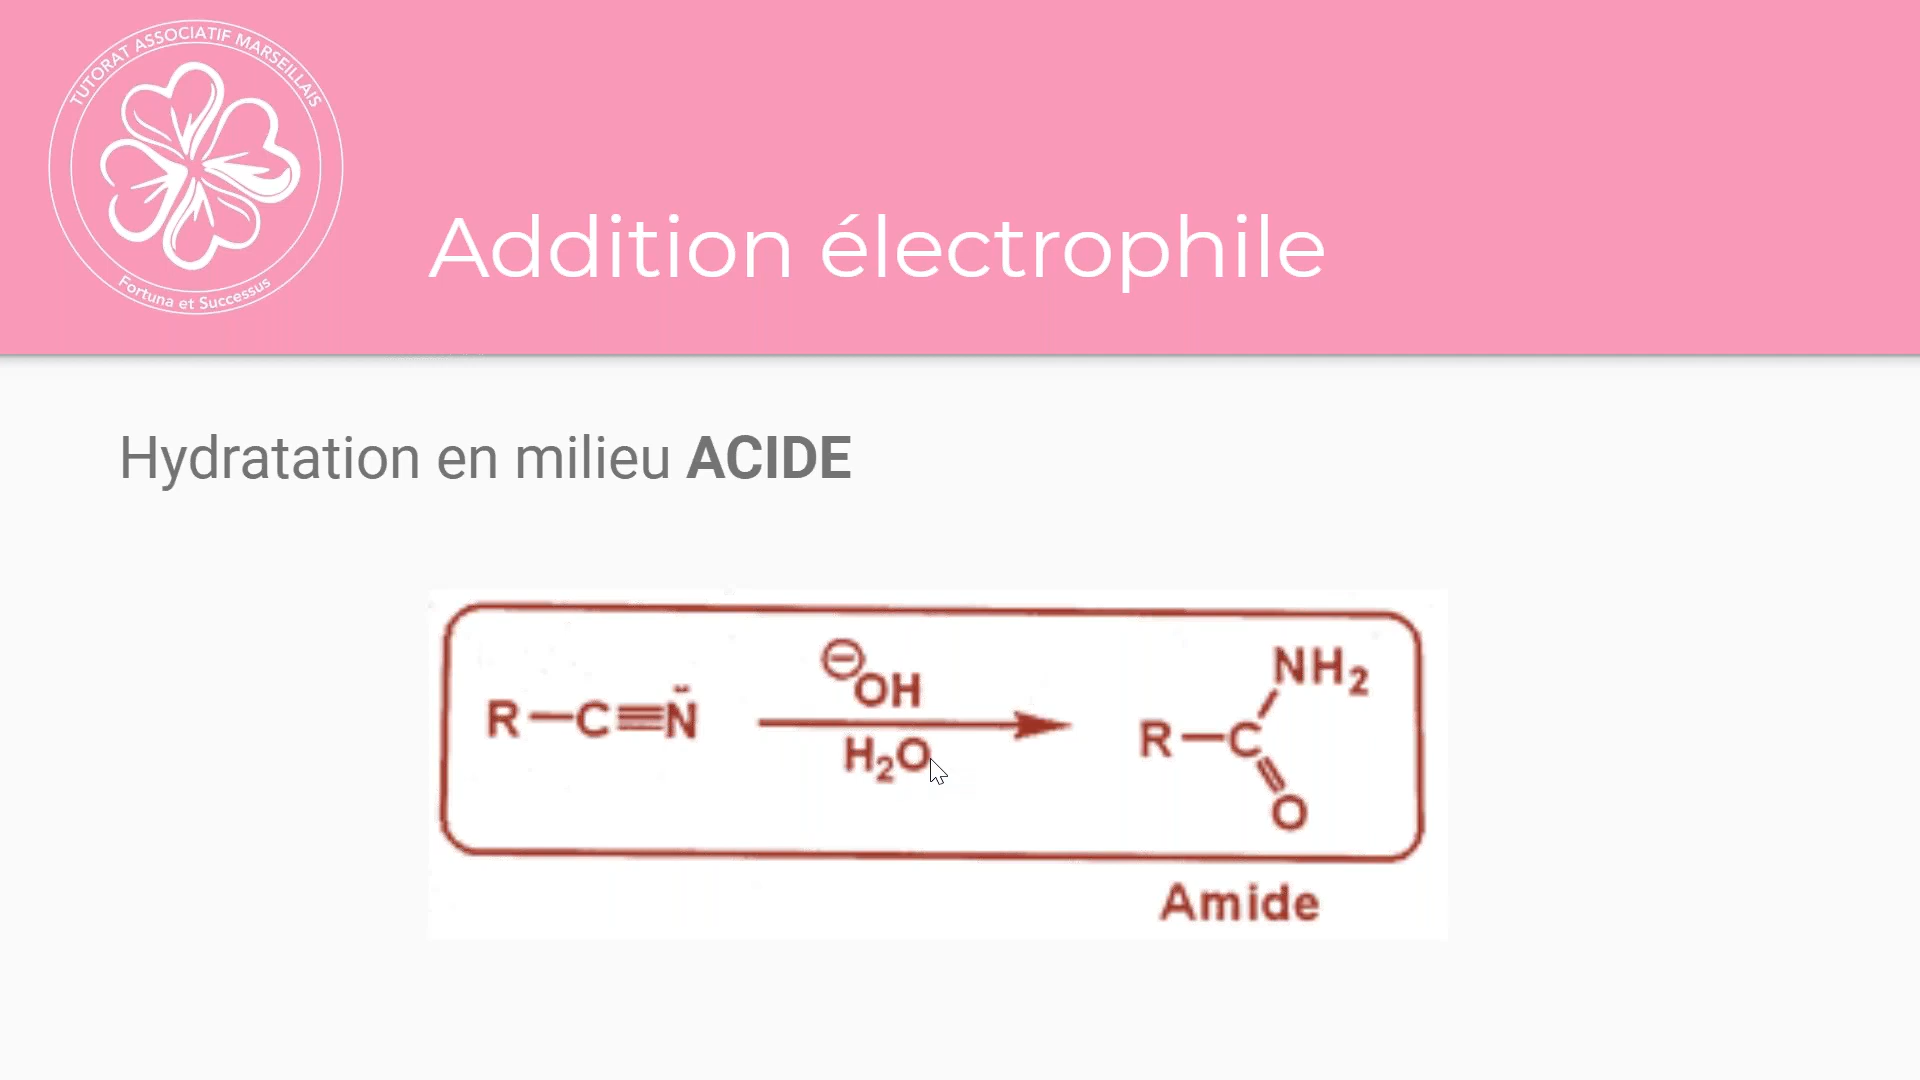 TUTORAT ASSOCIATIF MARSEILLAIS
Fortuna et Successus
Addition électrophile
Hydratation en milieu ACIDE
R—C≡N̈
⊖OH
H₂O
R—C
NH₂
O
Amide